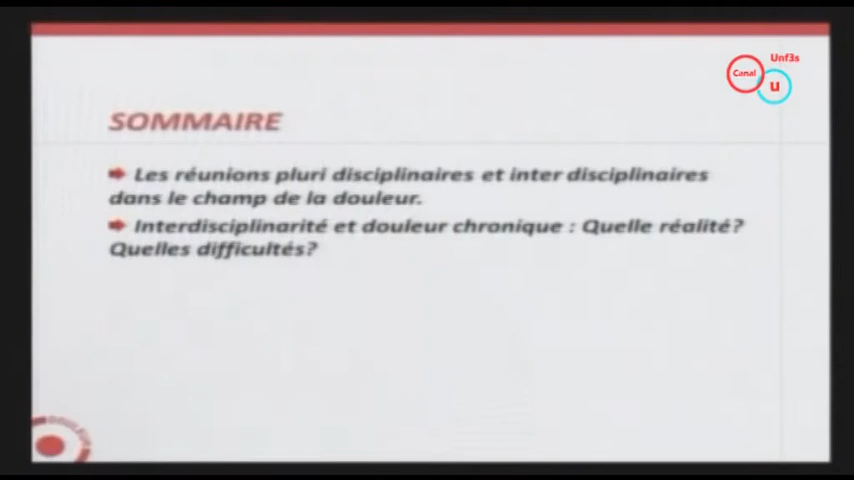 Unf3s
Canal
u
SOMMAIRE
Les réunions pluri disciplinaires et inter disciplinaires
dans le champ de la douleur.
Interdisciplinarité et douleur chronique : Quelle réalité?
Quelles difficultés?